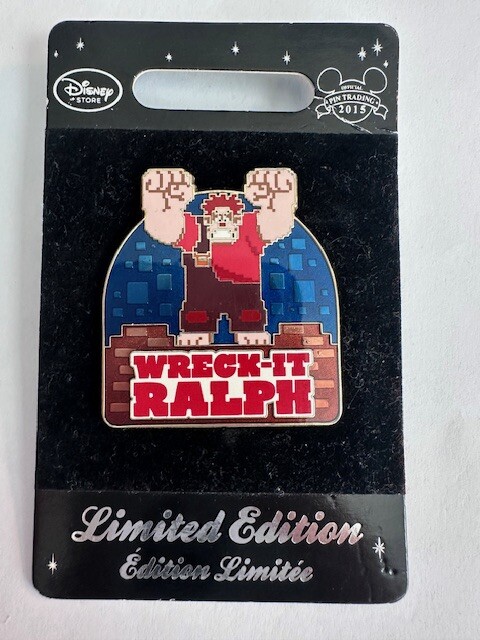 Disney
STORE
OFFICIAL
PIN TRADING
2015
WRECK-IT
RALPH
Limited Edition
Édition Limitée